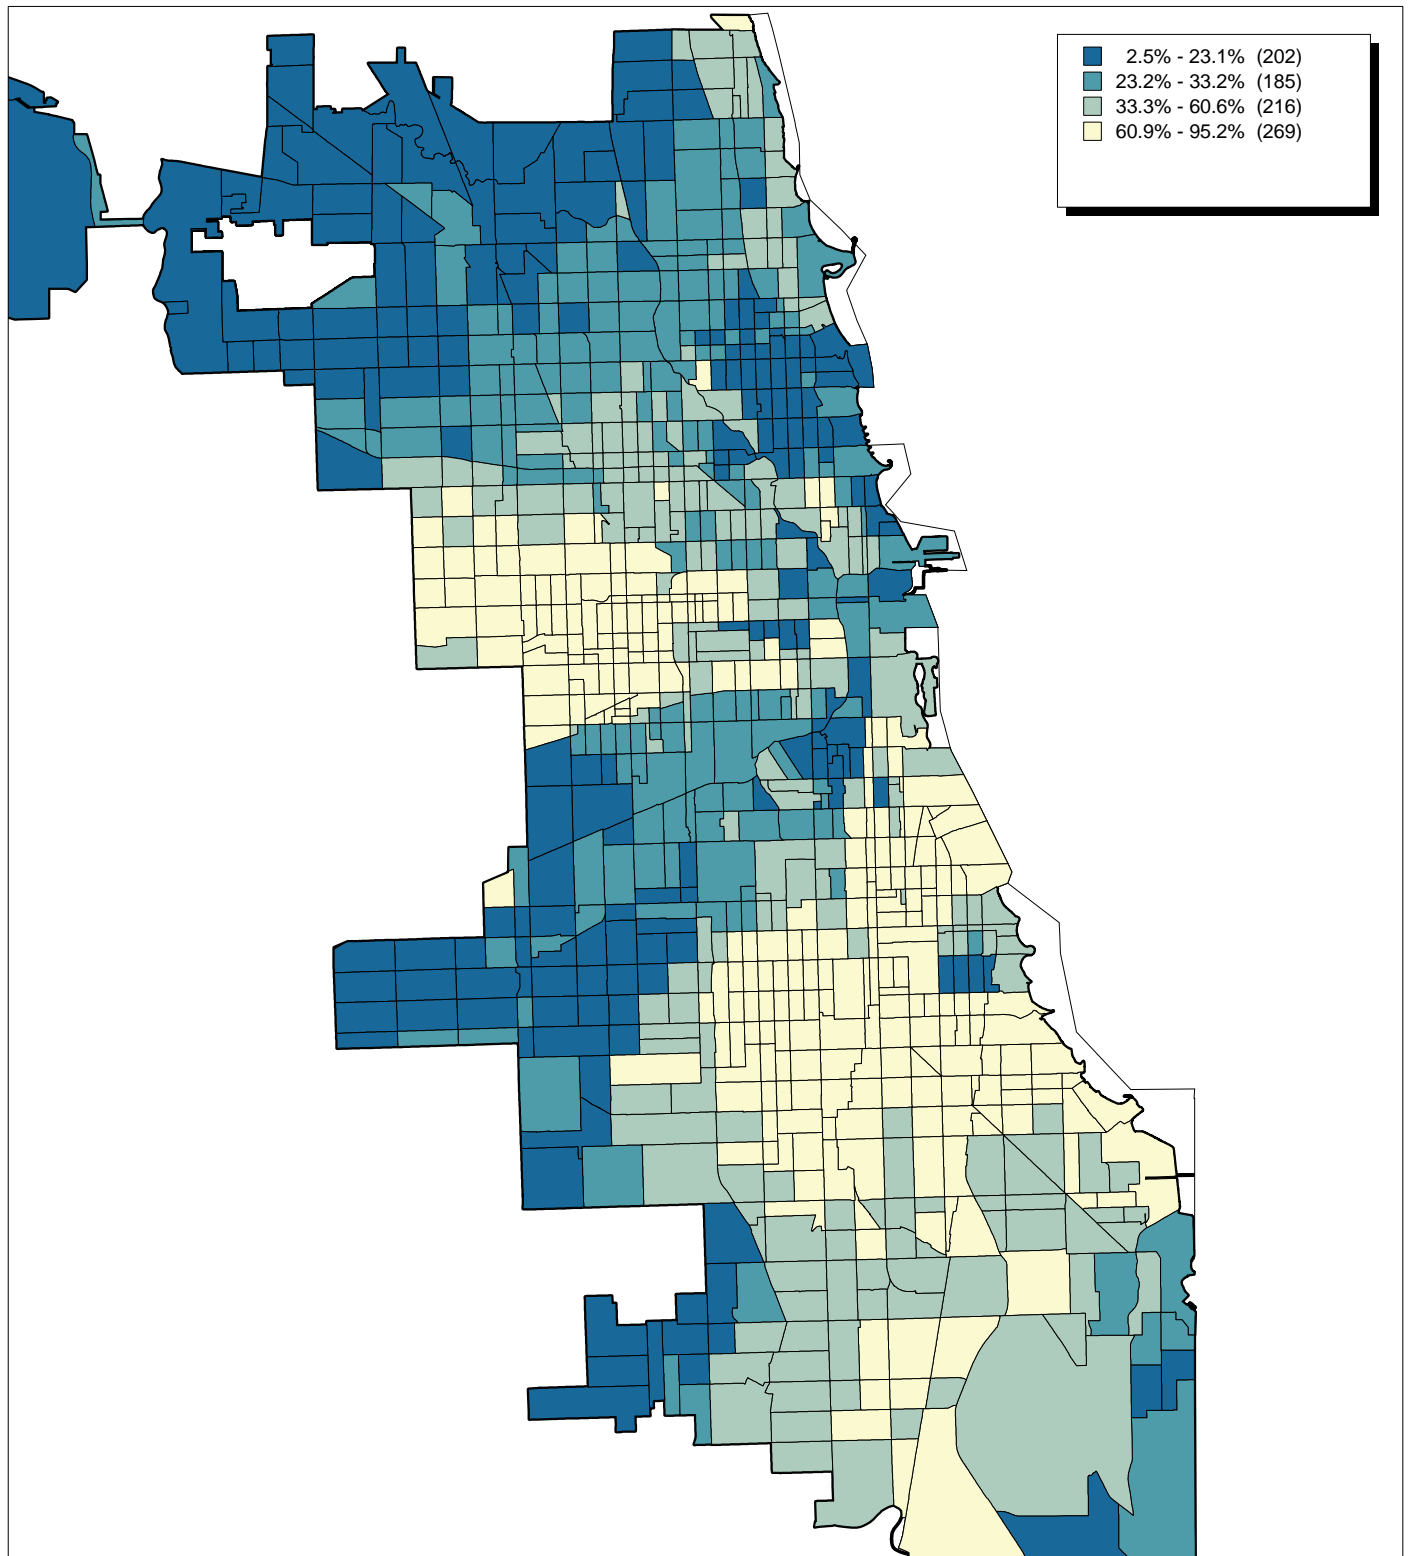 2.5% - 23.1% (202)
23.2% - 33.2% (185)
33.3% - 60.6% (216)
60.9% - 95.2% (269)